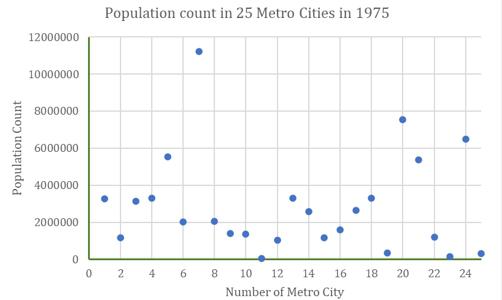 Population count in 25 Metro Cities in 1975
12000000
10000000
8000000
6000000
4000000
2000000
0
Population Count
0 2 4 6 8 10 12 14 16 18 20 22 24
Number of Metro City